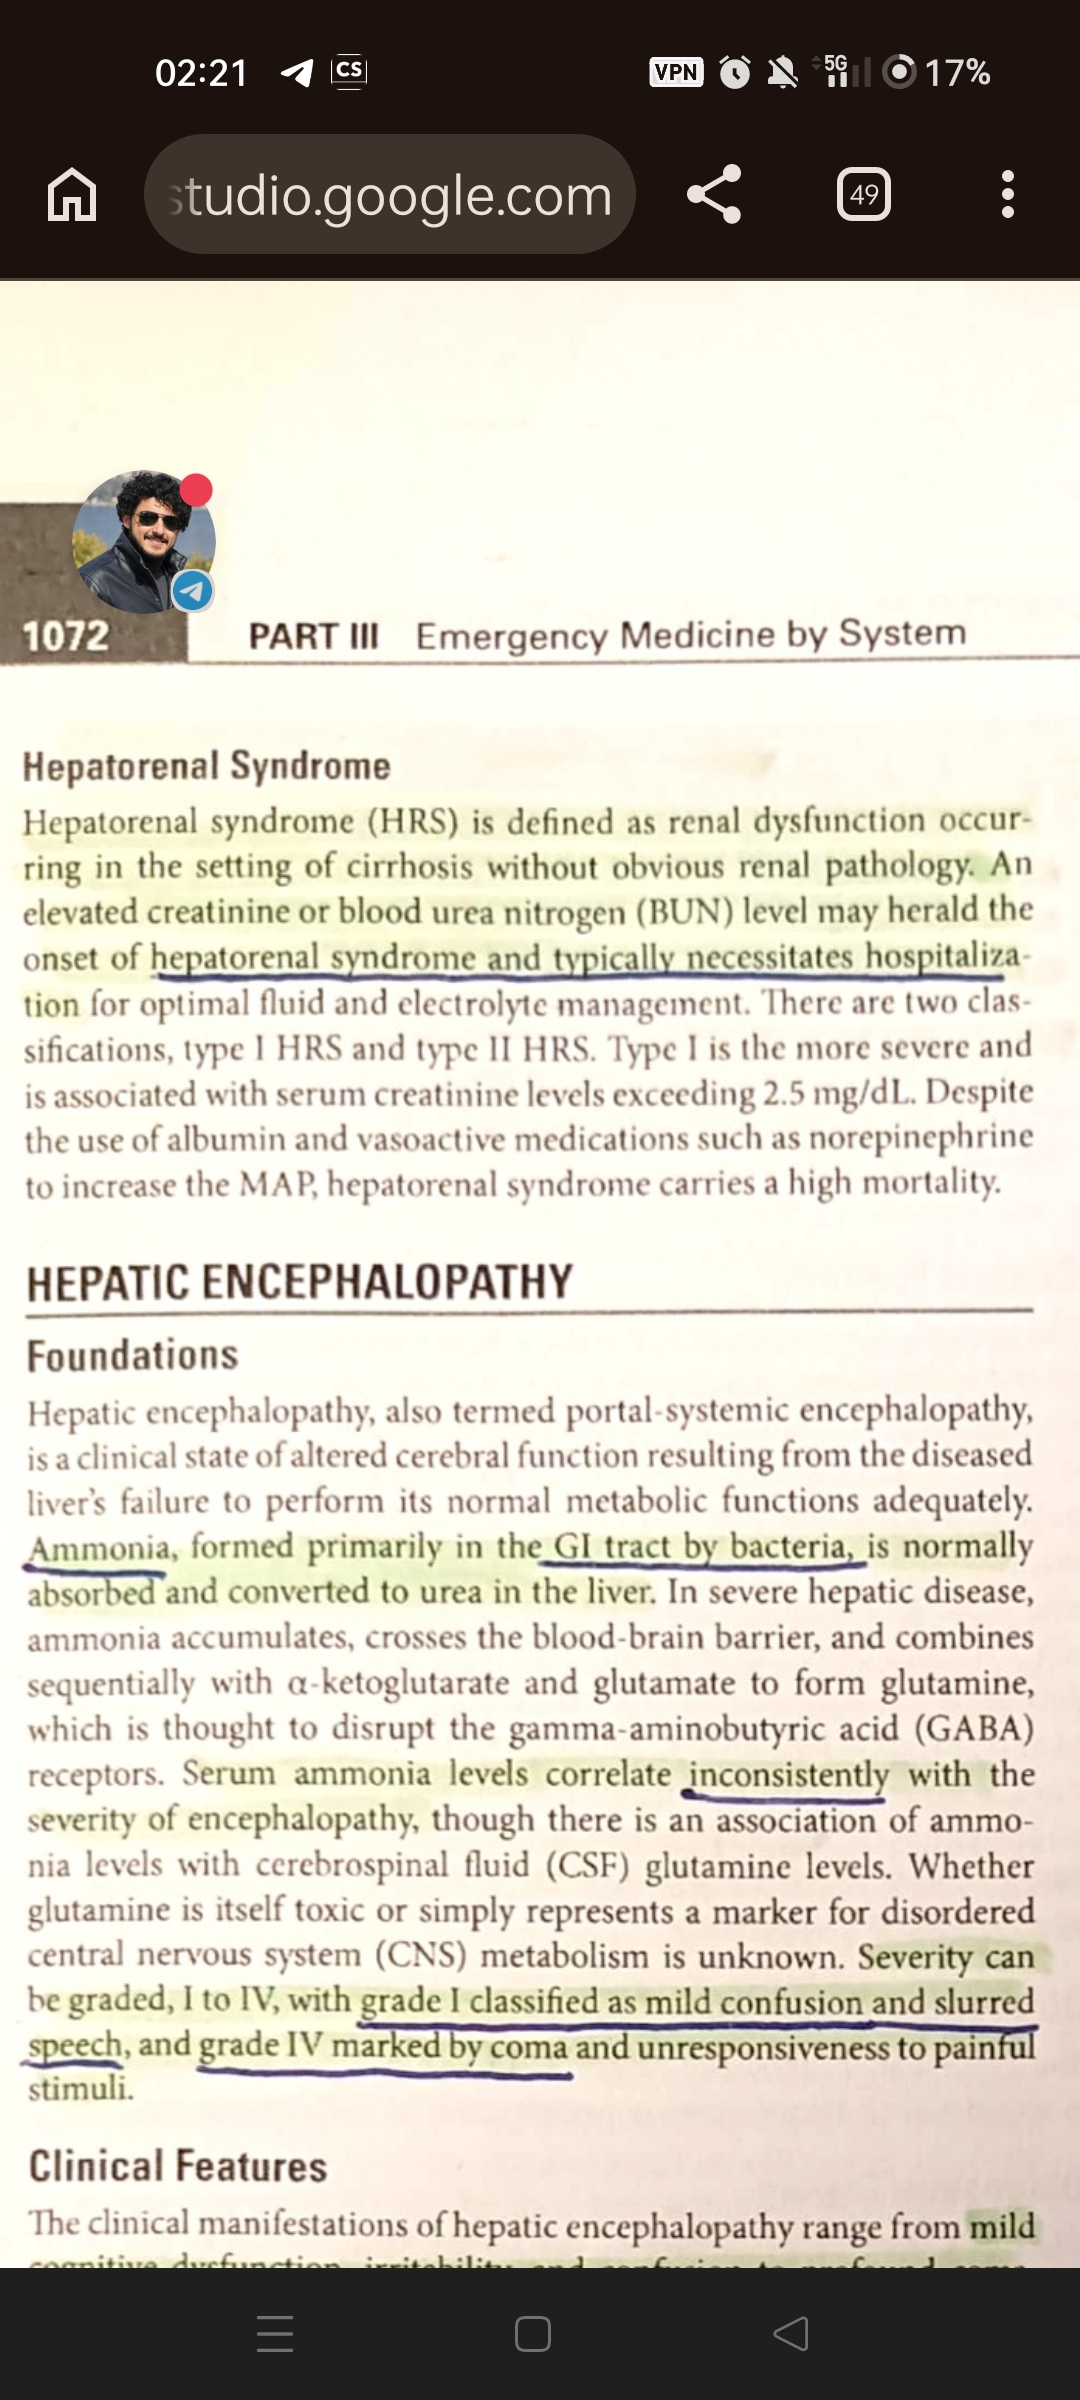 02:21
CS
VPN
5G
17%
studio.google.com
49
1072 PART III Emergency Medicine by System
Hepatorenal Syndrome
Hepatorenal syndrome (HRS) is defined as renal dysfunction occur-
ring in the setting of cirrhosis without obvious renal pathology. An
elevated creatinine or blood urea nitrogen (BUN) level may herald the
onset of hepatorenal syndrome and typically necessitates hospitaliza-
tion for optimal fluid and electrolyte management. There are two clas-
sifications, type I HRS and type II HRS. Type I is the more severe and
is associated with serum creatinine levels exceeding 2.5 mg/dL. Despite
the use of albumin and vasoactive medications such as norepinephrine
to increase the MAP, hepatorenal syndrome carries a high mortality.
HEPATIC ENCEPHALOPATHY
Foundations
Hepatic encephalopathy, also termed portal-systemic encephalopathy,
is a clinical state of altered cerebral function resulting from the diseased
liver's failure to perform its normal metabolic functions adequately.
Ammonia, formed primarily in the GI tract by bacteria, is normally
absorbed and converted to urea in the liver. In severe hepatic disease,
ammonia accumulates, crosses the blood-brain barrier, and combines
sequentially with α-ketoglutarate and glutamate to form glutamine,
which is thought to disrupt the gamma-aminobutyric acid (GABA)
receptors. Serum ammonia levels correlate inconsistently with the
severity of encephalopathy, though there is an association of ammo-
nia levels with cerebrospinal fluid (CSF) glutamine levels. Whether
glutamine is itself toxic or simply represents a marker for disordered
central nervous system (CNS) metabolism is unknown. Severity can
be graded, I to IV, with grade I classified as mild confusion and slurred
speech, and grade IV marked by coma and unresponsiveness to painful
stimuli.
Clinical Features
The clinical manifestations of hepatic encephalopathy range from mild
cognitive dysfunction, irritability, and confusion to profound coma.